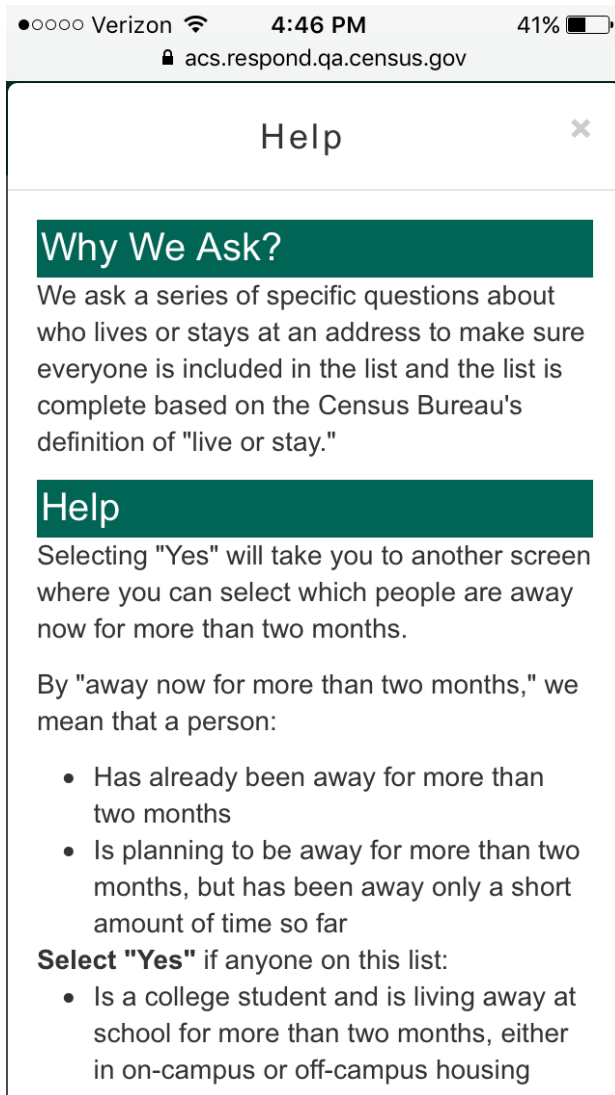 ●○○○○ Verizon 4:46 PM 41%
acs.respond.qa.census.gov
Help ×
Why We Ask?
We ask a series of specific questions about
who lives or stays at an address to make sure
everyone is included in the list and the list is
complete based on the Census Bureau's
definition of "live or stay."
Help
Selecting "Yes" will take you to another screen
where you can select which people are away
now for more than two months.
By "away now for more than two months," we
mean that a person:
• Has already been away for more than
two months
• Is planning to be away for more than two
months, but has been away only a short
amount of time so far
Select "Yes" if anyone on this list:
• Is a college student and is living away at
school for more than two months, either
in on-campus or off-campus housing